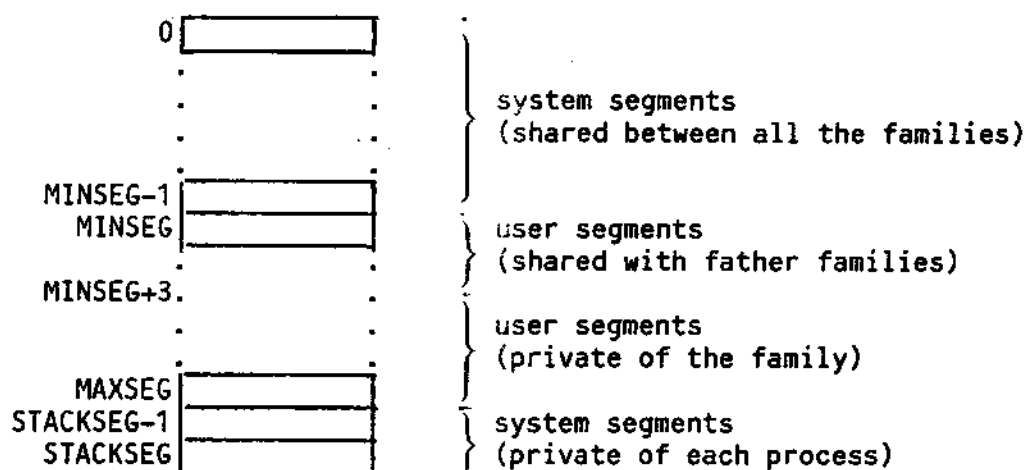 0
system segments
(shared between all the families)
MINSEG-1
MINSEG
user segments
(shared with father families)
MINSEG+3
user segments
(private of the family)
MAXSEG
STACKSEG-1
system segments
STACKSEG
(private of each process)